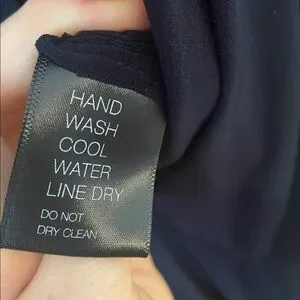 HAND
WASH
COOL
WATER
LINE DRY
DO NOT
DRY CLEAN